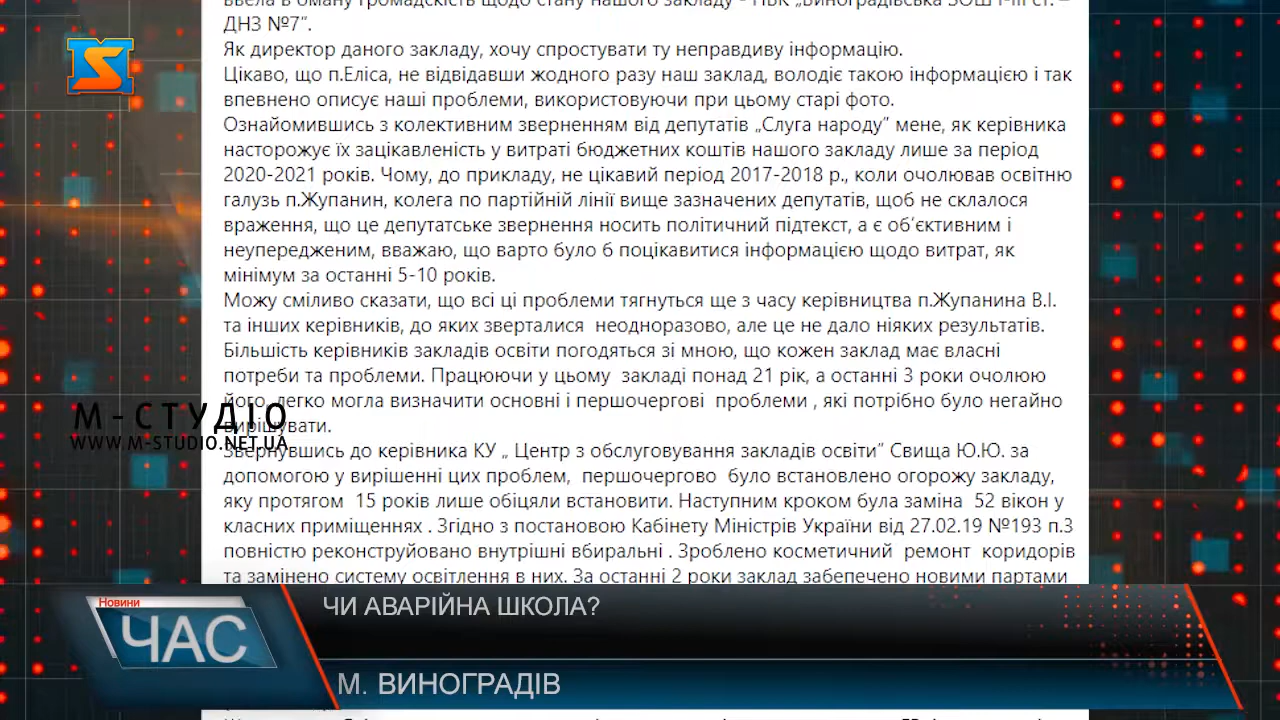 ввела в оману громадскість щодо стану нашого закладу - НВК „Виноградівська ЗОШ І-ІІІ ст. –
ДНЗ №7”.
Як директор даного закладу, хочу спростувати ту неправдиву інформацію.
Цікаво, що п.Еліса, не відвідавши жодного разу наш заклад, володіє такою інформацією і так
впевнено описує наші проблеми, використовуючи при цьому старі фото.
Ознайомившись з колективним зверненням від депутатів „Слуга народу” мене, як керівника
насторожує їх зацікавленість у витраті бюджетних коштів нашого закладу лише за період
2020-2021 років. Чому, до прикладу, не цікавий період 2017-2018 р., коли очолював освітню
галузь п.Жупанин, колега по партійній лінії вище зазначених депутатів, щоб не склалося
враження, що це депутатське звернення носить політичний підтекст, а є об‘єктивним і
неупередженим, вважаю, що варто було б поцікавитися інформацією щодо витрат, як
мінімум за останні 5-10 років.
Можу сміливо сказати, що всі ці проблеми тягнуться ще з часу керівництва п.Жупанина В.І.
та інших керівників, до яких зверталися неодноразово, але це не дало ніяких результатів.
Більшість керівників закладів освіти погодяться зі мною, що кожен заклад має власні
потреби та проблеми. Працюючи у цьому закладі понад 21 рік, а останні 3 роки очолюю
його, легко могла визначити основні і першочергові проблеми , які потрібно було негайно
вирішувати.
Звернувшись до керівника КУ „ Центр з обслуговування закладів освіти” Свища Ю.Ю. за
допомогою у вирішенні цих проблем, першочергово було встановлено огорожу закладу,
яку протягом 15 років лише обіцяли встановити. Наступним кроком була заміна 52 вікон у
класних приміщеннях . Згідно з постановою Кабінету Міністрів України від 27.02.19 №193 п.3
повністю реконструйовано внутрішні вбиральні . Зроблено косметичний ремонт коридорів
та замінено систему освітлення в них. За останні 2 роки заклад забепечено новими партами
М-СТУДІО
WWW.M-STUDIO.NET.UA
Новини
ЧАС
ЧИ АВАРІЙНА ШКОЛА?
М. ВИНОГРАДІВ